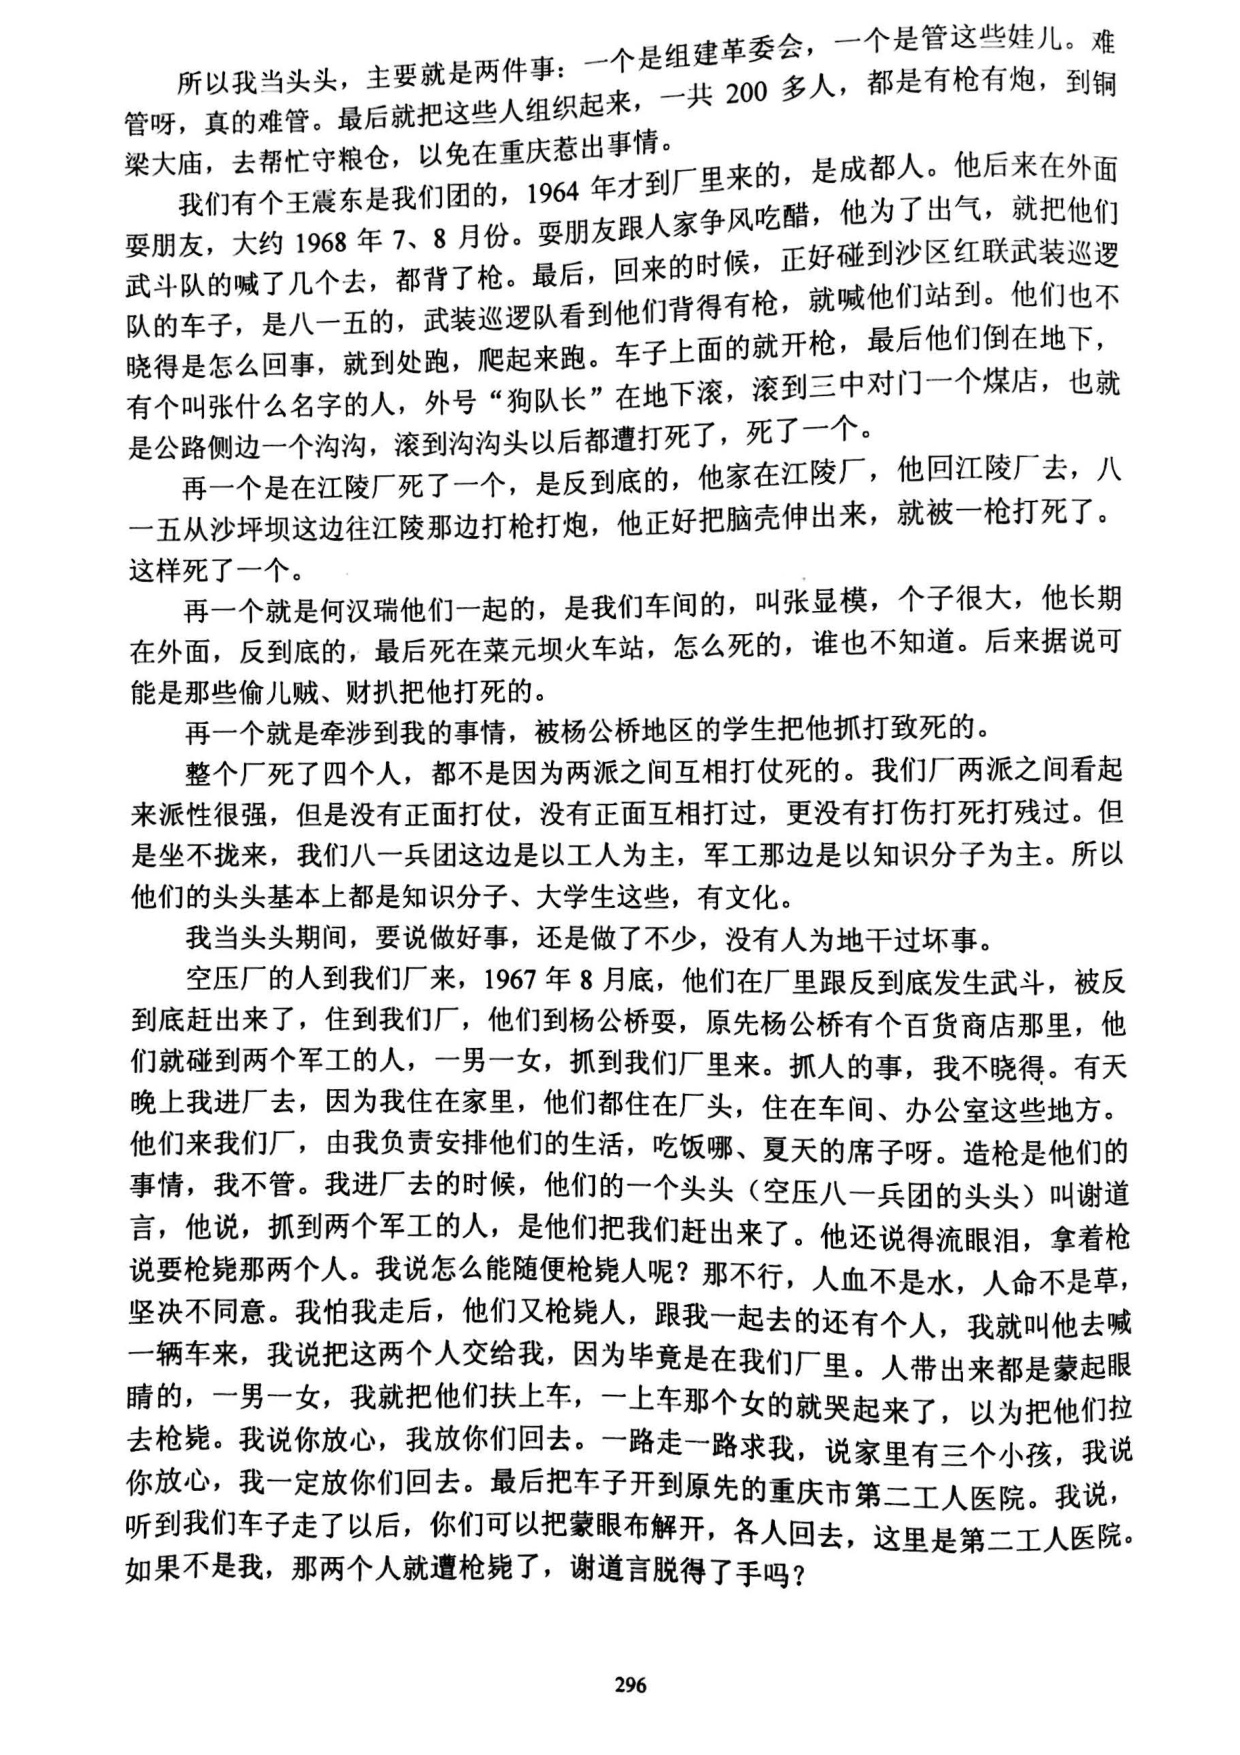 所以我当头头，主要就是两件事：一个是组建革委会，一个是管这些娃儿。难
管呀，真的难管。最后就把这些人组织起来，一共 200 多人，都是有枪有炮，到铜
梁大庙，去帮忙守粮仓，以免在重庆惹出事情。
我们有个王震东是我们团的，1964 年才到厂里来的，是成都人。他后来在外面
耍朋友，大约 1968 年 7、8 月份。耍朋友跟人家争风吃醋，他为了出气，就把他们
武斗队的喊了几个去，都背了枪。最后，回来的时候，正好碰到沙区红联武装巡逻
队的车子，是八一五的，武装巡逻队看到他们背得有枪，就喊他们站到。他们也不
晓得是怎么回事，就到处跑，爬起来跑。车子上面的就开枪，最后他们倒在地下，
有个叫张什么名字的人，外号“狗队长”在地下滚，滚到三中对门一个煤店，也就
是公路侧边一个沟沟，滚到沟沟头以后都遭打死了，死了一个。
再一个是在江陵厂死了一个，是反到底的，他家在江陵厂，他回江陵厂去，八
一五从沙坪坝这边往江陵那边打枪打炮，他正好把脑壳伸出来，就被一枪打死了。
这样死了一个。
再一个就是何汉瑞他们一起的，是我们车间的，叫张显模，个子很大，他长期
在外面，反到底的，最后死在菜元坝火车站，怎么死的，谁也不知道。后来据说可
能是那些偷儿贼、财扒把他打死的。
再一个就是牵涉到我的事情，被杨公桥地区的学生把他抓打致死的。
整个厂死了四个人，都不是因为两派之间互相打仗死的。我们厂两派之间看起
来派性很强，但是没有正面打仗，没有正面互相打过，更没有打伤打死打残过。但
是坐不拢来，我们八一兵团这边是以工人为主，军工那边是以知识分子为主。所以
他们的头头基本上都是知识分子、大学生这些，有文化。
我当头头期间，要说做好事，还是做了不少，没有人为地干过坏事。
空压厂的人到我们厂来，1967 年 8 月底，他们在厂里跟反到底发生武斗，被反
到底赶出来了，住到我们厂，他们到杨公桥耍，原先杨公桥有个百货商店那里，他
们就碰到两个军工的人，一男一女，抓到我们厂里来。抓人的事，我不晓得。有天
晚上我进厂去，因为我住在家里，他们都住在厂头，住在车间、办公室这些地方。
他们来我们厂，由我负责安排他们的生活，吃饭哪、夏天的席子呀。造枪是他们的
事情，我不管。我进厂去的时候，他们的一个头头（空压八一兵团的头头）叫谢道
言，他说，抓到两个军工的人，是他们把我们赶出来了。他还说得流眼泪，拿着枪
说要枪毙那两个人。我说怎么能随便枪毙人呢？那不行，人血不是水，人命不是草，
坚决不同意。我怕我走后，他们又枪毙人，跟我一起去的还有个人，我就叫他去喊
一辆车来，我说把这两个人交给我，因为毕竟是在我们厂里。人带出来都是蒙起眼
睛的，一男一女，我就把他们扶上车，一上车那个女的就哭起来了，以为把他们拉
去枪毙。我说你放心，我放你们回去。一路走一路求我，说家里有三个小孩，我说
你放心，我一定放你们回去。最后把车子开到原先的重庆市第二工人医院。我说，
听到我们车子走了以后，你们可以把蒙眼布解开，各人回去，这里是第二工人医院。
如果不是我，那两个人就遭枪毙了，谢道言脱得了手吗？
296